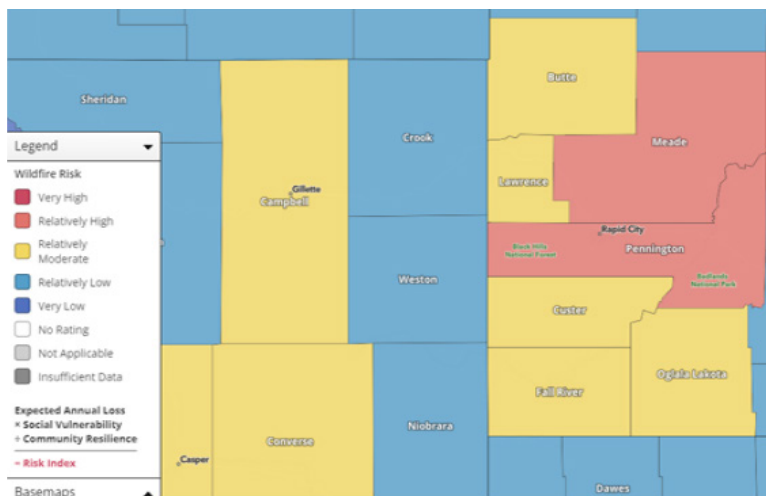 Sheridan
Crook
Butte
Meade
Lawrence
Gillette
Campbell
Rapid City
Black Hills
National Forest
Pennington
Badlands
National Park
Weston
Custer
Oglala Lakota
Fall River
Niobrara
Converse
Casper
Dawes
Legend
Wildfire Risk
Very High
Relatively High
Relatively
Moderate
Relatively Low
Very Low
No Rating
Not Applicable
Insufficient Data
Expected Annual Loss
× Social Vulnerability
÷ Community Resilience
= Risk Index
Basemaps